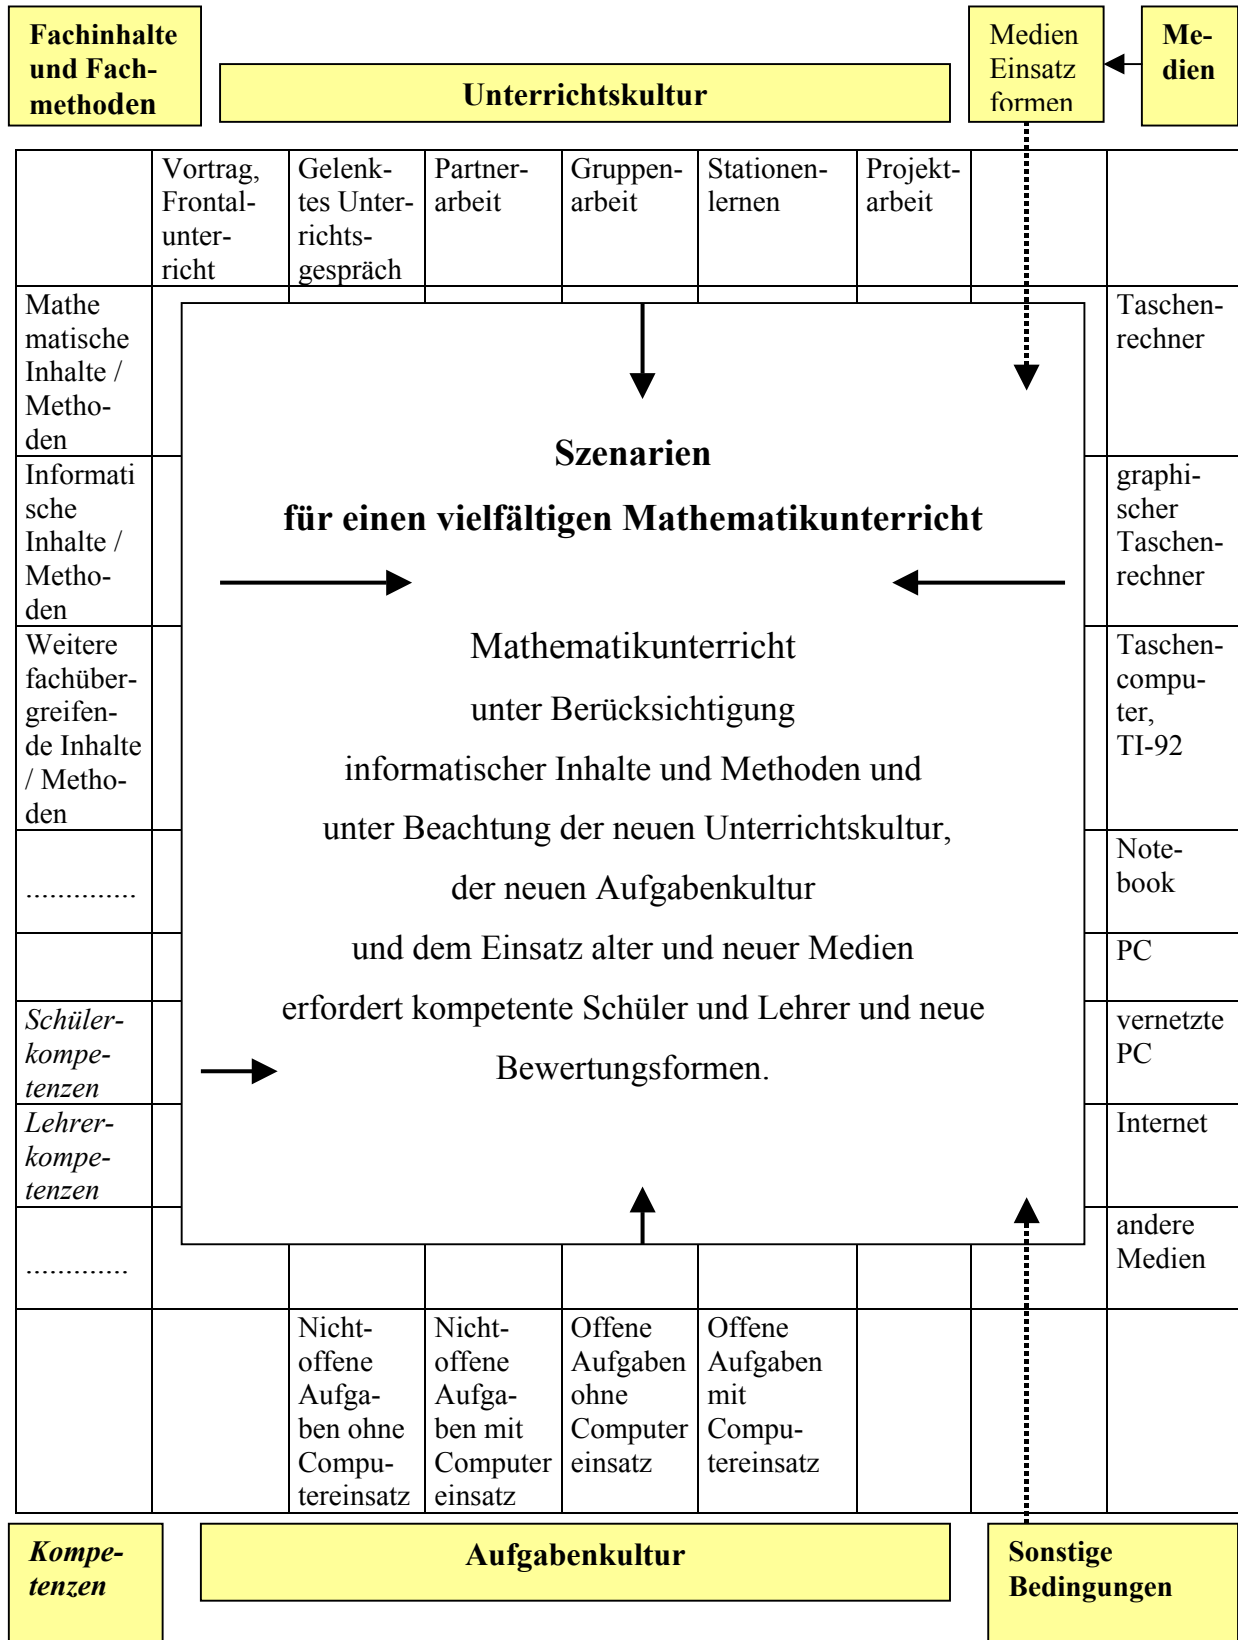 Fachinhalte
und Fach-
methoden
Unterrichtskultur
Medien
Einsatz
formen
Me-
dien
Vortrag,
Frontal-
unter-
richt
Gelenk-
tes Unter-
richts-
gespräch
Partner-
arbeit
Gruppen-
arbeit
Stationen-
lernen
Projekt-
arbeit
Mathe
matische
Inhalte /
Metho-
den
Informati
sche
Inhalte /
Metho-
den
Weitere
fachüber-
greifen-
de Inhalte
/ Metho-
den
..............
Schüler-
kompe-
tenzen
Lehrer-
kompe-
tenzen
.............
Szenarien
für einen vielfältigen Mathematikunterricht
Mathematikunterricht
unter Berücksichtigung
informatischer Inhalte und Methoden und
unter Beachtung der neuen Unterrichtskultur,
der neuen Aufgabenkultur
und dem Einsatz alter und neuer Medien
erfordert kompetente Schüler und Lehrer und neue
Bewertungsformen.
Taschen-
rechner
graphi-
scher
Taschen-
rechner
Taschen-
compu-
ter,
TI-92
Note-
book
PC
vernetzte
PC
Internet
andere
Medien
Nicht-
offene
Aufga-
ben ohne
Compu-
tereinsatz
Nicht-
offene
Aufga-
ben mit
Computer
einsatz
Offene
Aufgaben
ohne
Computer
einsatz
Offene
Aufgaben
mit
Compu-
tereinsatz
Kompe-
tenzen
Aufgabenkultur
Sonstige
Bedingungen